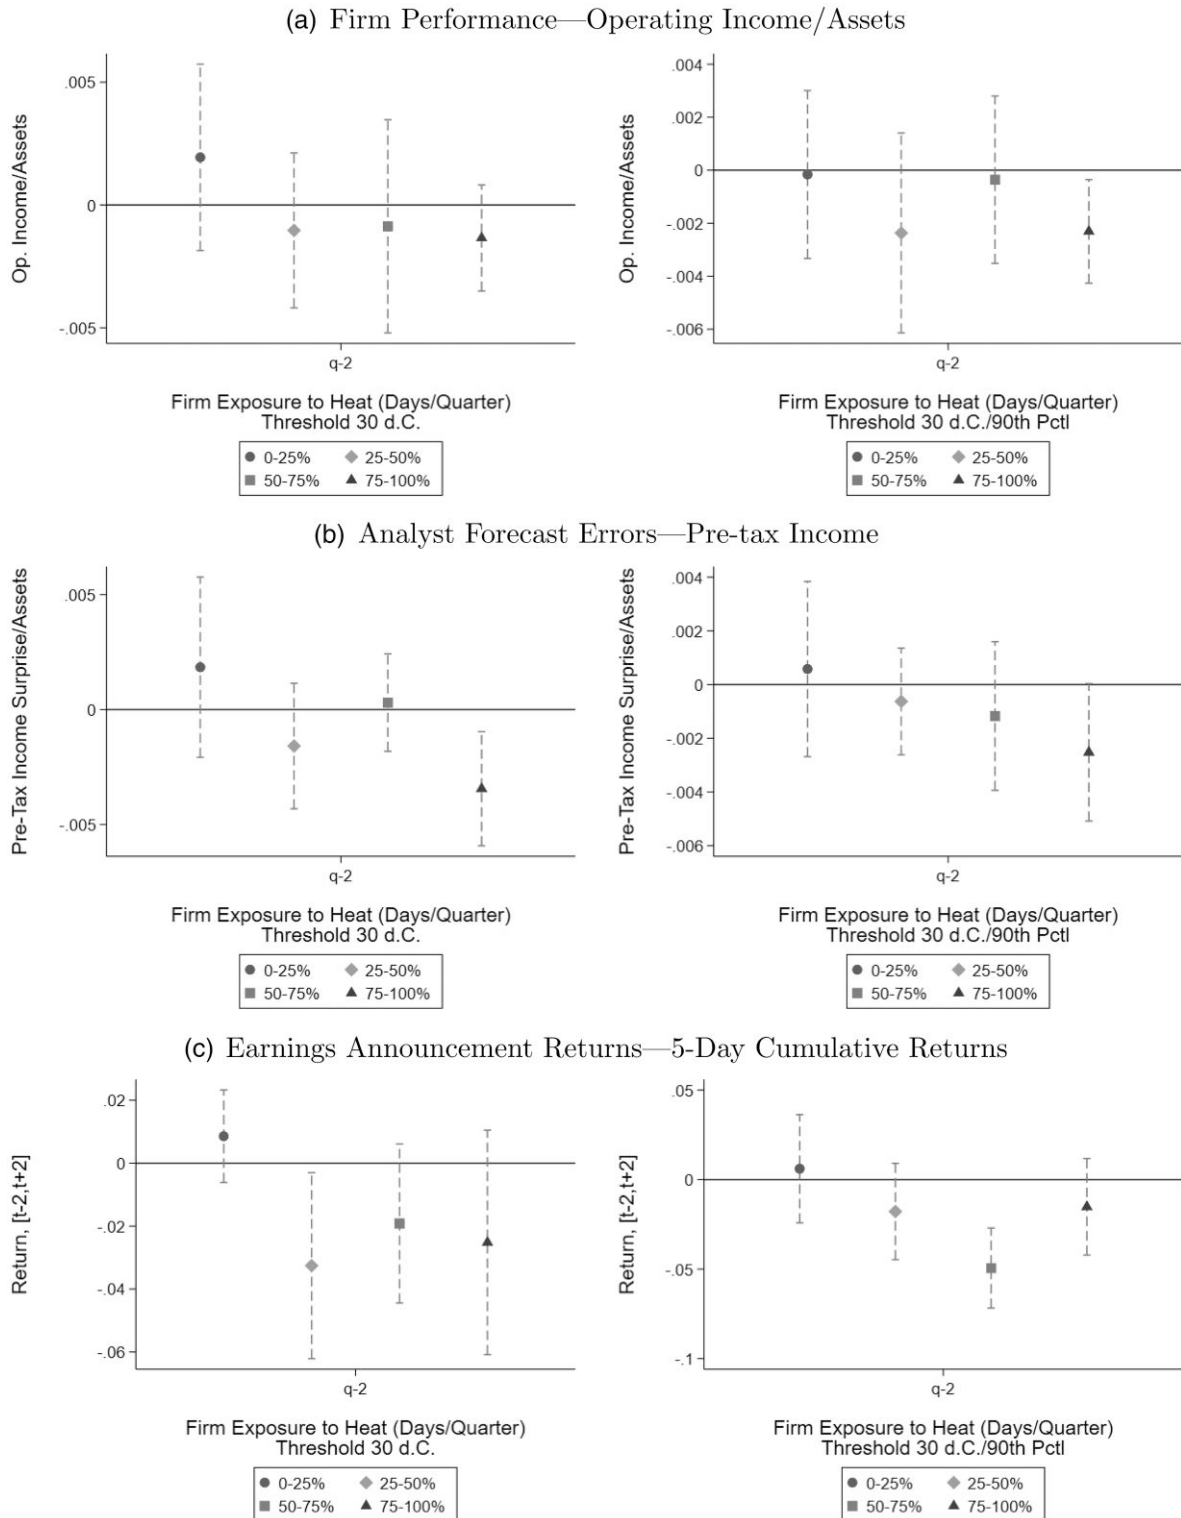 (a) Firm Performance—Operating Income/Assets
Op. Income/Assets
.005
0
-.005
q-2
Firm Exposure to Heat (Days/Quarter)
Threshold 30 d.C.
0-25% 25-50%
50-75% 75-100%
Op. Income/Assets
.004
.002
0
-.002
-.004
-.006
q-2
Firm Exposure to Heat (Days/Quarter)
Threshold 30 d.C./90th Pctl
0-25% 25-50%
50-75% 75-100%
(b) Analyst Forecast Errors—Pre-tax Income
Pre-Tax Income Surprise/Assets
.005
0
-.005
q-2
Firm Exposure to Heat (Days/Quarter)
Threshold 30 d.C.
0-25% 25-50%
50-75% 75-100%
Pre-Tax Income Surprise/Assets
.004
.002
0
-.002
-.004
-.006
q-2
Firm Exposure to Heat (Days/Quarter)
Threshold 30 d.C./90th Pctl
0-25% 25-50%
50-75% 75-100%
(c) Earnings Announcement Returns—5-Day Cumulative Returns
Return, [t-2,t+2]
.02
0
-.02
-.04
-.06
q-2
Firm Exposure to Heat (Days/Quarter)
Threshold 30 d.C.
0-25% 25-50%
50-75% 75-100%
Return, [t-2,t+2]
.05
0
-.05
-.1
q-2
Firm Exposure to Heat (Days/Quarter)
Threshold 30 d.C./90th Pctl
0-25% 25-50%
50-75% 75-100%